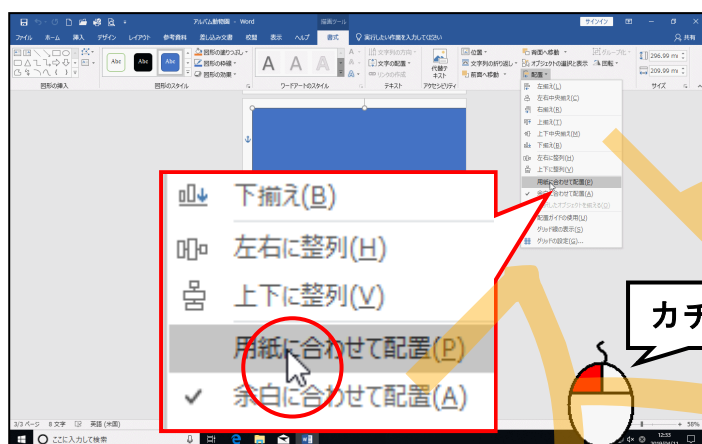 アルバム動物園 - Word
描画ツール
サインイン
ファイル ホーム 挿入 デザイン レイアウト 参考資料 差し込み文書 校閲 表示 ヘルプ 書式 実行したい作業を入力してください 共有
Abc Abc Abc
図形の塗りつぶし
図形の枠線
図形の効果
A A A
文字列の方向
文字の配置
リンクの作成
代替テキスト
位置
文字列の折り返し
前面へ移動
背面へ移動
オブジェクトの選択と表示
配置
グループ化
回転
296.99 mm
209.99 mm
図形の挿入 図形のスタイル ワードアートのスタイル テキスト アクセシビリティ サイズ
左揃え(L)
左右中央揃え(C)
右揃え(R)
上揃え(T)
上下中央揃え(M)
下揃え(B)
左右に整列(H)
上下に整列(V)
用紙に合わせて配置(P)
余白に合わせて配置(A)
配置ガイドの使用(U)
グリッド線の表示(S)
グリッドの設定(G)...
下揃え(B)
左右に整列(H)
上下に整列(V)
用紙に合わせて配置(P)
余白に合わせて配置(A)
カチ
3/3 ページ 8 文字 英語 (米国)
58%
ここに入力して検索
12:33